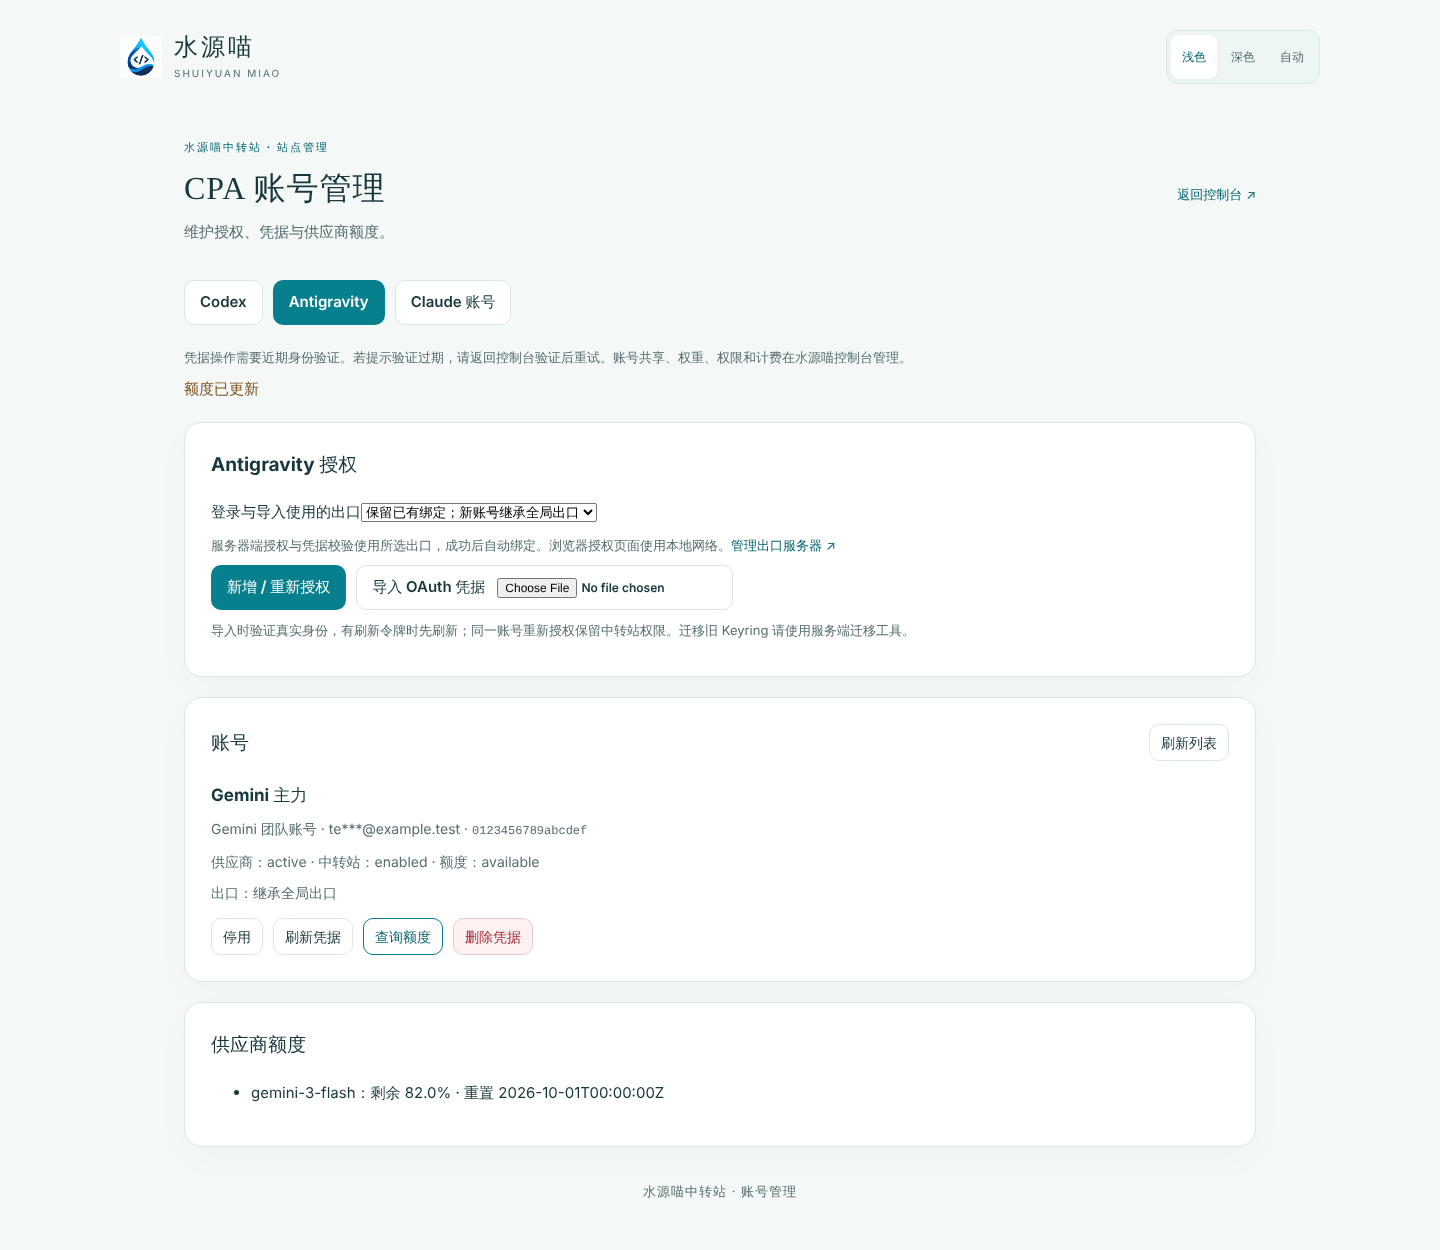 水源喵
SHUIYUAN MIAO
浅色 深色 自动
水源喵中转站 · 站点管理
CPA 账号管理
返回控制台 ↗
维护授权、凭据与供应商额度。
Codex Antigravity Claude 账号
凭据操作需要近期身份验证。若提示验证过期，请返回控制台验证后重试。账号共享、权重、权限和计费在水源喵控制台管理。
额度已更新
Antigravity 授权
登录与导入使用的出口 保留已有绑定；新账号继承全局出口
服务器端授权与凭据校验使用所选出口，成功后自动绑定。浏览器授权页面使用本地网络。管理出口服务器 ↗
新增 / 重新授权 导入 OAuth 凭据 Choose File No file chosen
导入时验证真实身份，有刷新令牌时先刷新；同一账号重新授权保留中转站权限。迁移旧 Keyring 请使用服务端迁移工具。
账号 刷新列表
Gemini 主力
Gemini 团队账号 · te***@example.test · 0123456789abcdef
供应商：active · 中转站：enabled · 额度：available
出口：继承全局出口
停用 刷新凭据 查询额度 删除凭据
供应商额度
• gemini-3-flash：剩余 82.0% · 重置 2026-10-01T00:00:00Z
水源喵中转站 · 账号管理